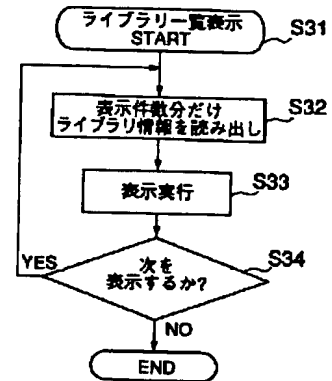 ライブラリ一覧表示
START
S31
表示件数分だけ
ライブラリ情報を読み出し
S32
表示実行
S33
次を
表示するか?
S34
YES
NO
END